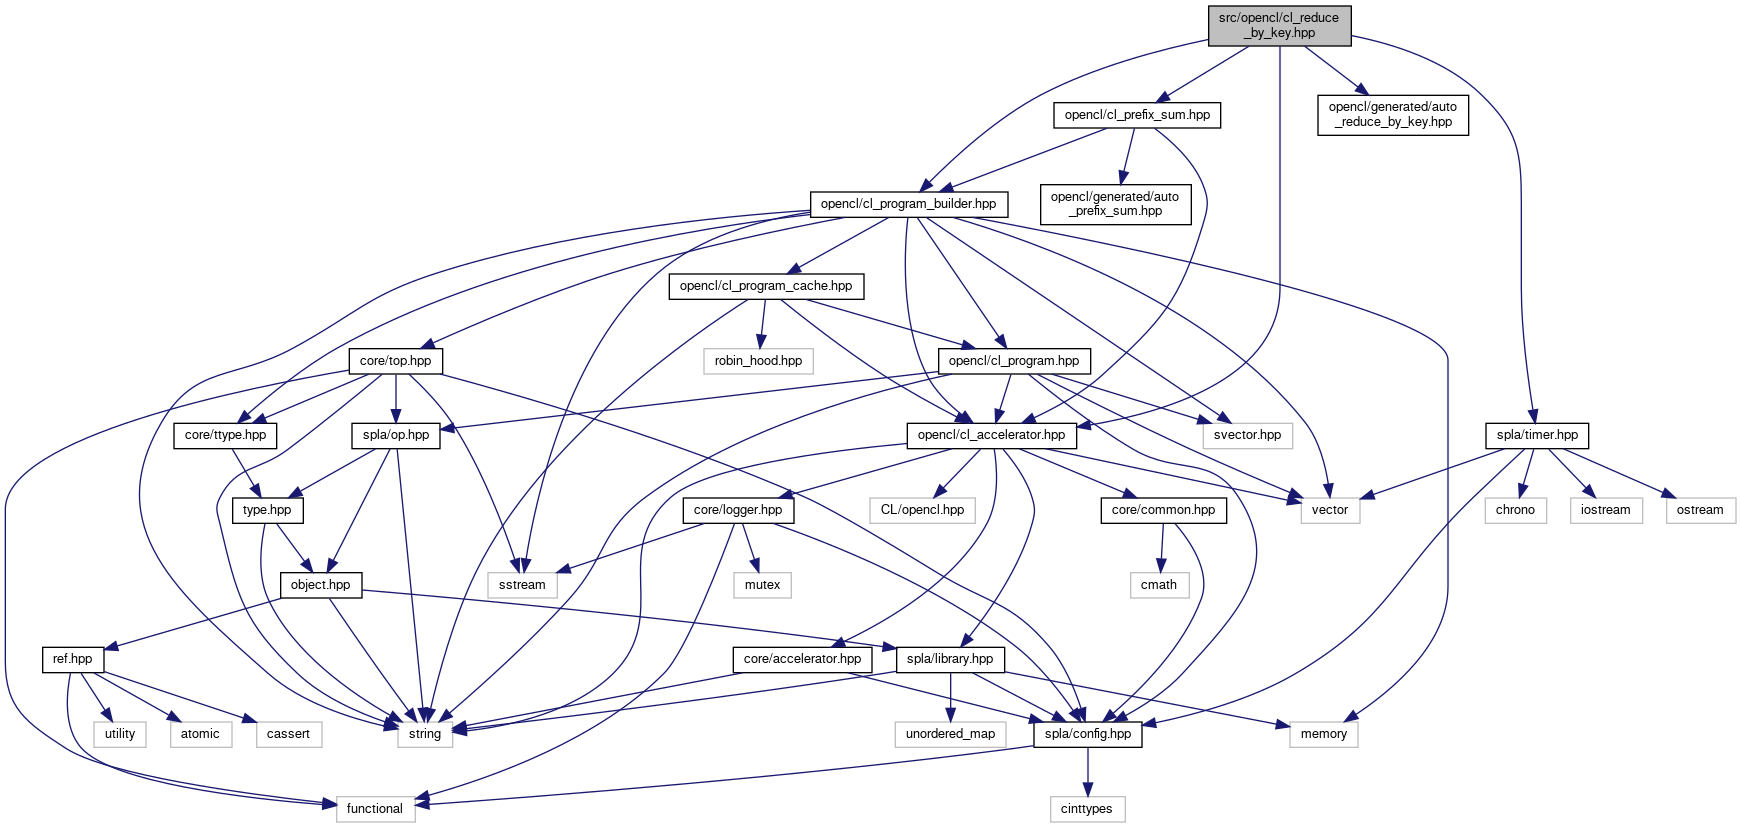 src/opencl/cl_reduce
_by_key.hpp
opencl/cl_prefix_sum.hpp
opencl/generated/auto
_reduce_by_key.hpp
opencl/cl_program_builder.hpp
opencl/generated/auto
_prefix_sum.hpp
opencl/cl_program_cache.hpp
core/top.hpp
robin_hood.hpp
opencl/cl_program.hpp
core/ttype.hpp
spla/op.hpp
opencl/cl_accelerator.hpp
svector.hpp
spla/timer.hpp
type.hpp
core/logger.hpp
CL/opencl.hpp
core/common.hpp
vector
chrono
iostream
ostream
object.hpp
sstream
mutex
cmath
ref.hpp
core/accelerator.hpp
spla/library.hpp
utility
atomic
cassert
string
unordered_map
spla/config.hpp
memory
functional
cinttypes